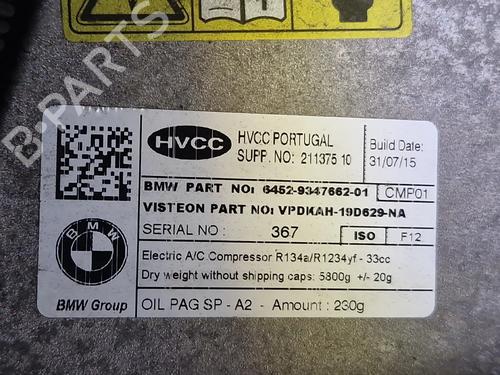 B-PARTS
HVCC
HVCC PORTUGAL
SUPP. NO: 211375 10
Build Date:
31/07/15
BMW PART NO: 6452-9347662-01
CMP01
VISTEON PART NO: VPDKAH-19D629-NA
SERIAL NO : 367
ISO
F12
BMW
Electric A/C Compressor R134a/R1234yf - 33cc
Dry weight without shipping caps: 5800g +/- 20g
BMW Group
OIL PAG SP - A2 - Amount : 230g